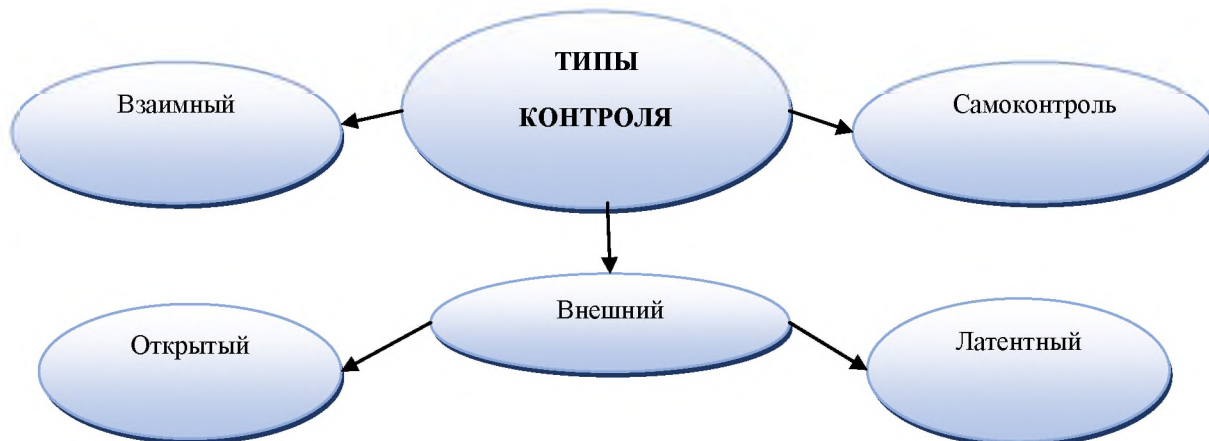 ТИПЫ
КОНТРОЛЯ
Взаимный
Самоконтроль
Внешний
Открытый
Латентный